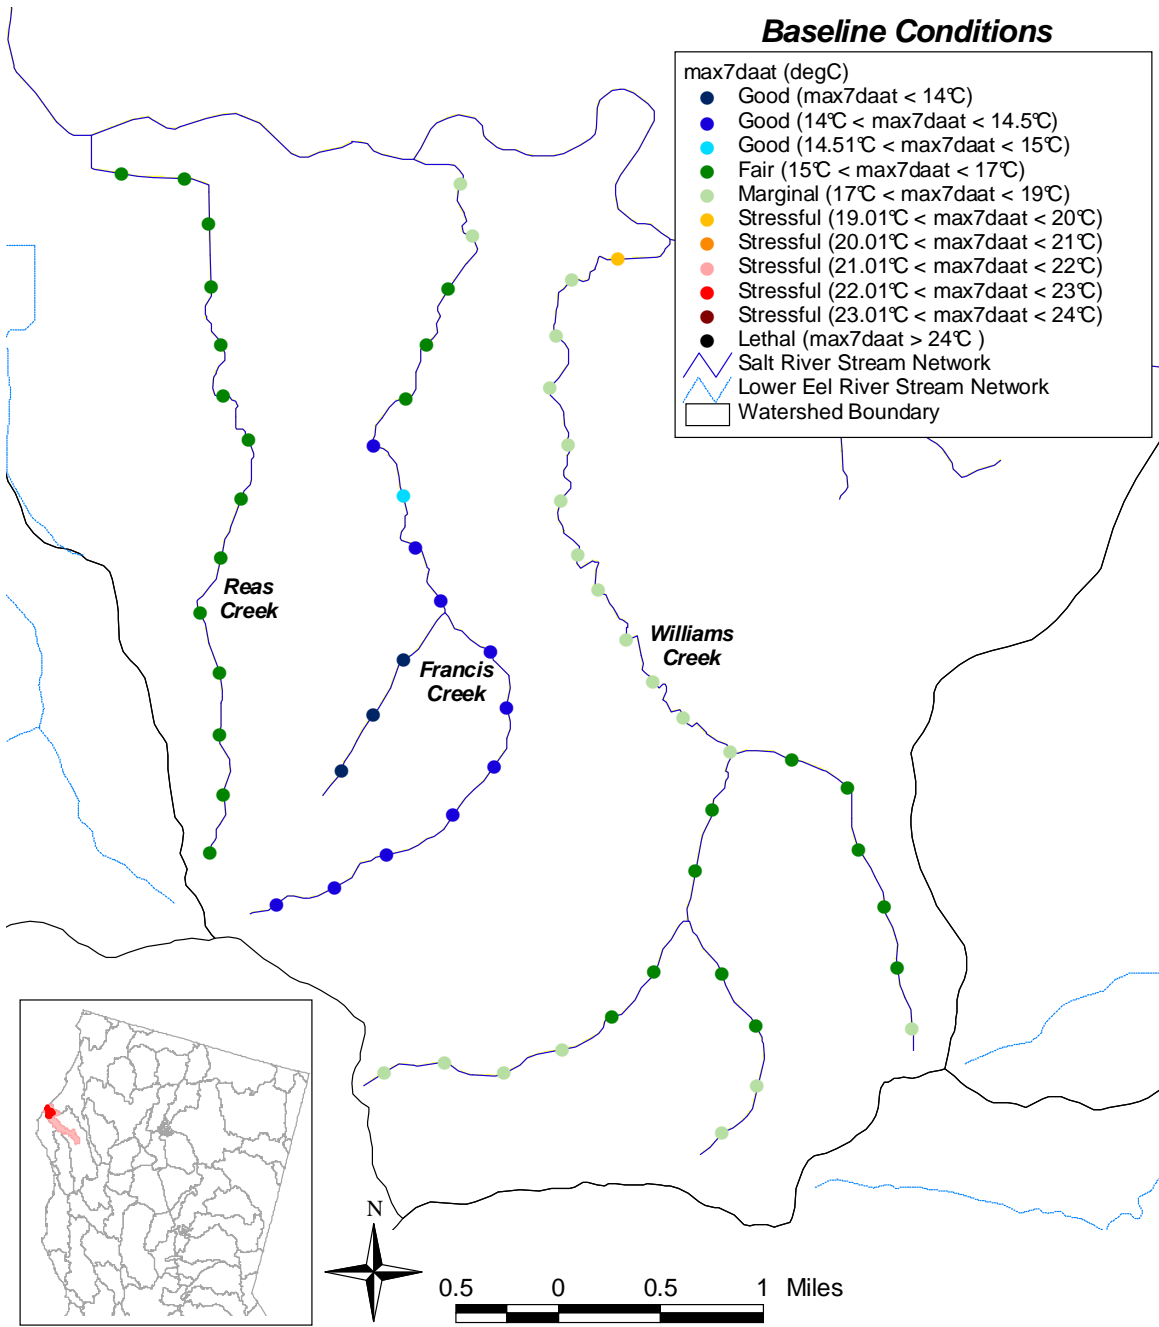 Baseline Conditions
max7daat (degC)
Good (max7daat < 14°C)
Good (14°C < max7daat < 14.5°C)
Good (14.51°C < max7daat < 15°C)
Fair (15°C < max7daat < 17°C)
Marginal (17°C < max7daat < 19°C)
Stressful (19.01°C < max7daat < 20°C)
Stressful (20.01°C < max7daat < 21°C)
Stressful (21.01°C < max7daat < 22°C)
Stressful (22.01°C < max7daat < 23°C)
Stressful (23.01°C < max7daat < 24°C)
Lethal (max7daat > 24°C )
Salt River Stream Network
Lower Eel River Stream Network
Watershed Boundary
Reas
Creek
Francis
Creek
Williams
Creek
N
0.5 0 0.5 1 Miles